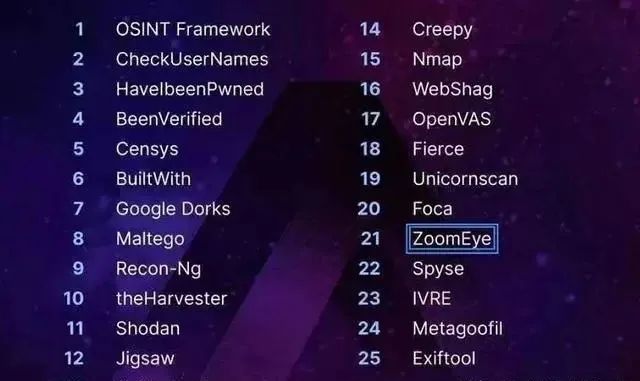 1 OSINT Framework
2 CheckUserNames
3 HaveIbeenPwned
4 BeenVerified
5 Censys
6 BuiltWith
7 Google Dorks
8 Maltego
9 Recon-Ng
10 theHarvester
11 Shodan
12 Jigsaw
14 Creepy
15 Nmap
16 WebShag
17 OpenVAS
18 Fierce
19 Unicornscan
20 Foca
21 ZoomEye
22 Spyse
23 IVRE
24 Metagoofil
25 Exiftool